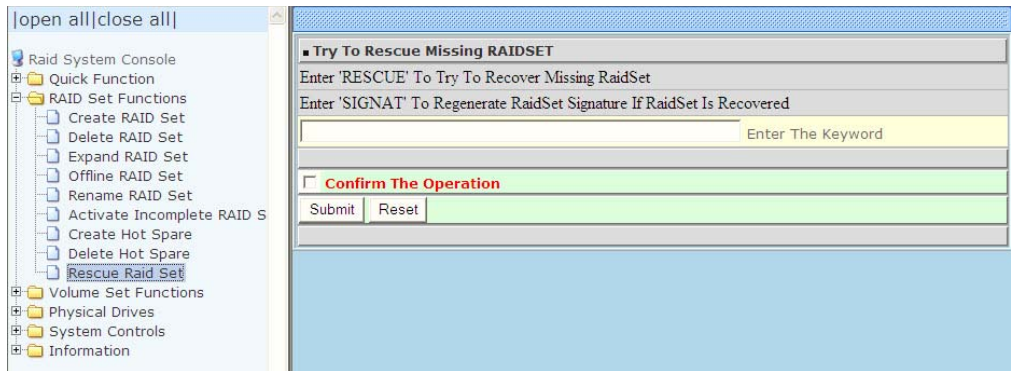 |open all|close all|
Raid System Console
Quick Function
RAID Set Functions
Create RAID Set
Delete RAID Set
Expand RAID Set
Offline RAID Set
Rename RAID Set
Activate Incomplete RAID S
Create Hot Spare
Delete Hot Spare
Rescue Raid Set
Volume Set Functions
Physical Drives
System Controls
Information
Try To Rescue Missing RAIDSET
Enter 'RESCUE' To Try To Recover Missing RaidSet
Enter 'SIGNAT' To Regenerate RaidSet Signature If RaidSet Is Recovered
Enter The Keyword
Confirm The Operation
Submit Reset